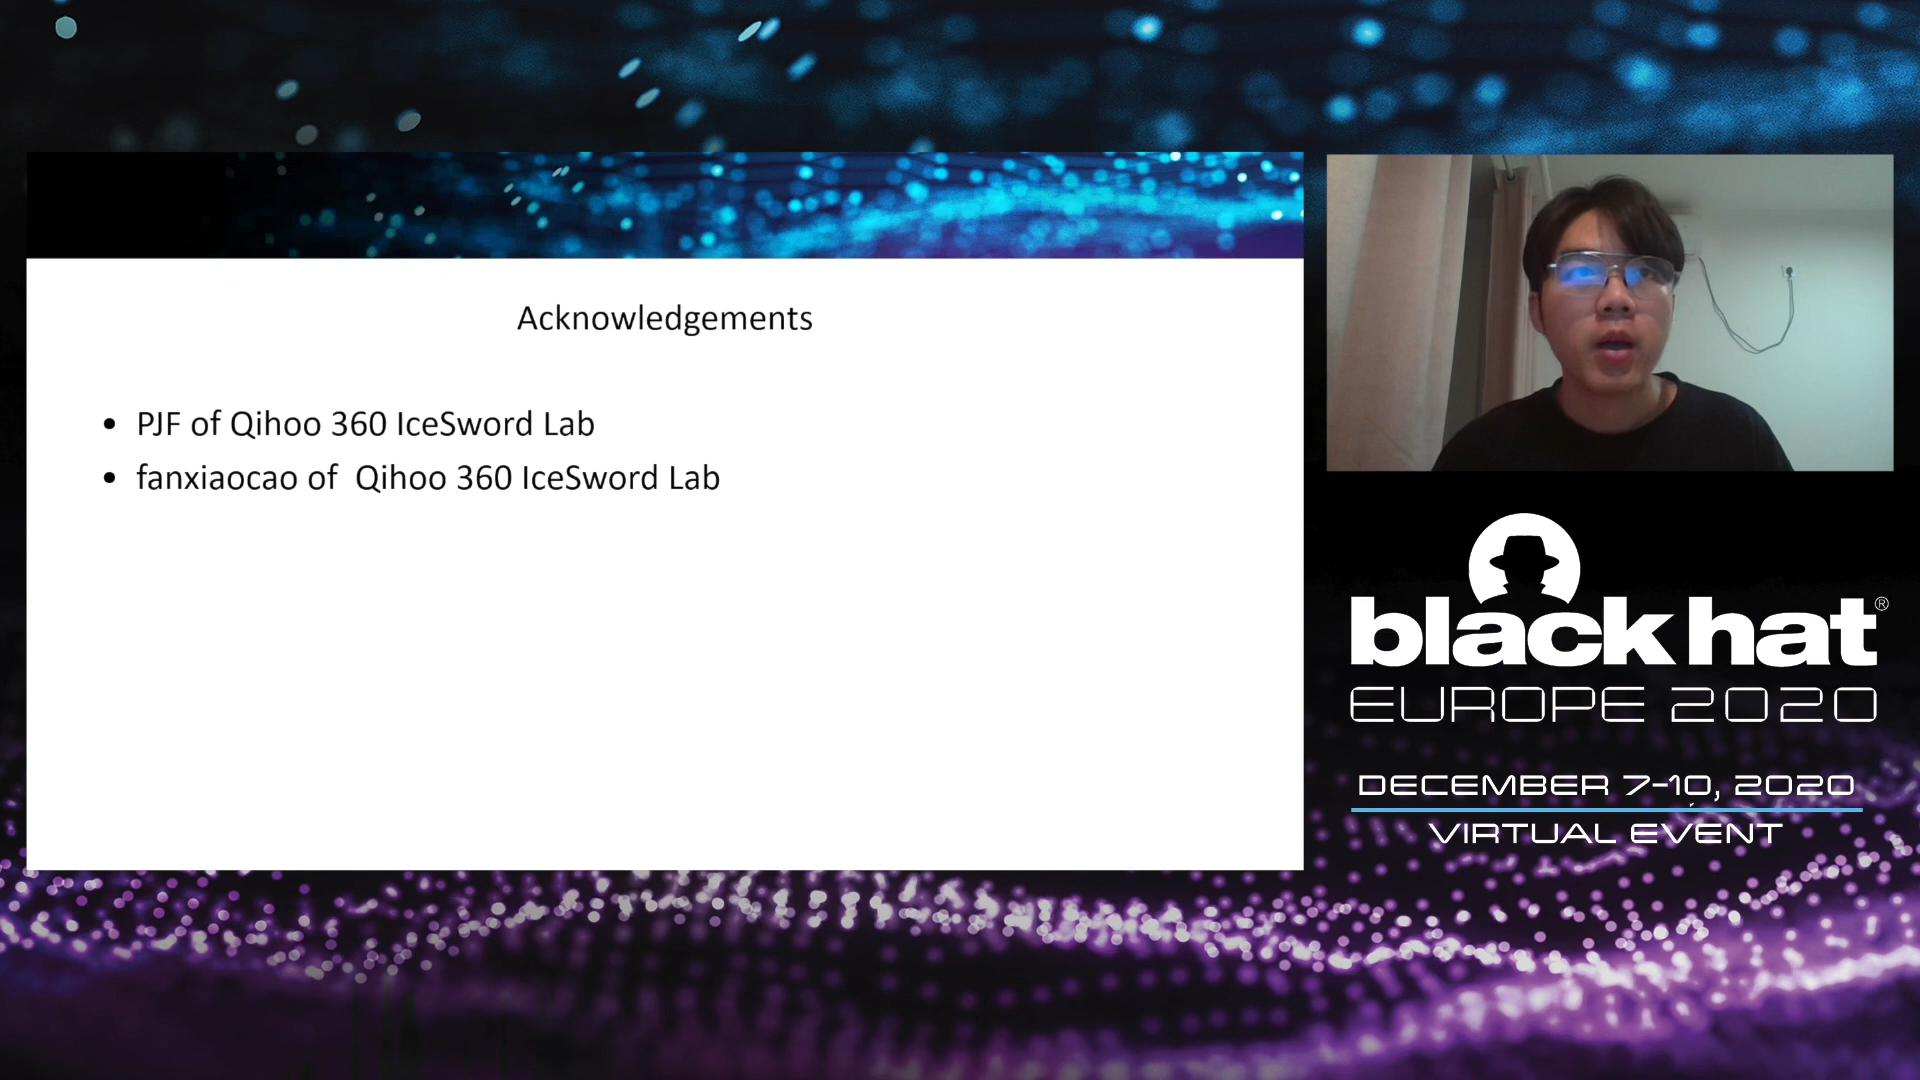 Acknowledgements
• PJF of Qihoo 360 IceSword Lab
• fanxiaocao of  Qihoo 360 IceSword Lab
black hat®
EUROPE 2020
DECEMBER 7-10, 2020
VIRTUAL EVENT